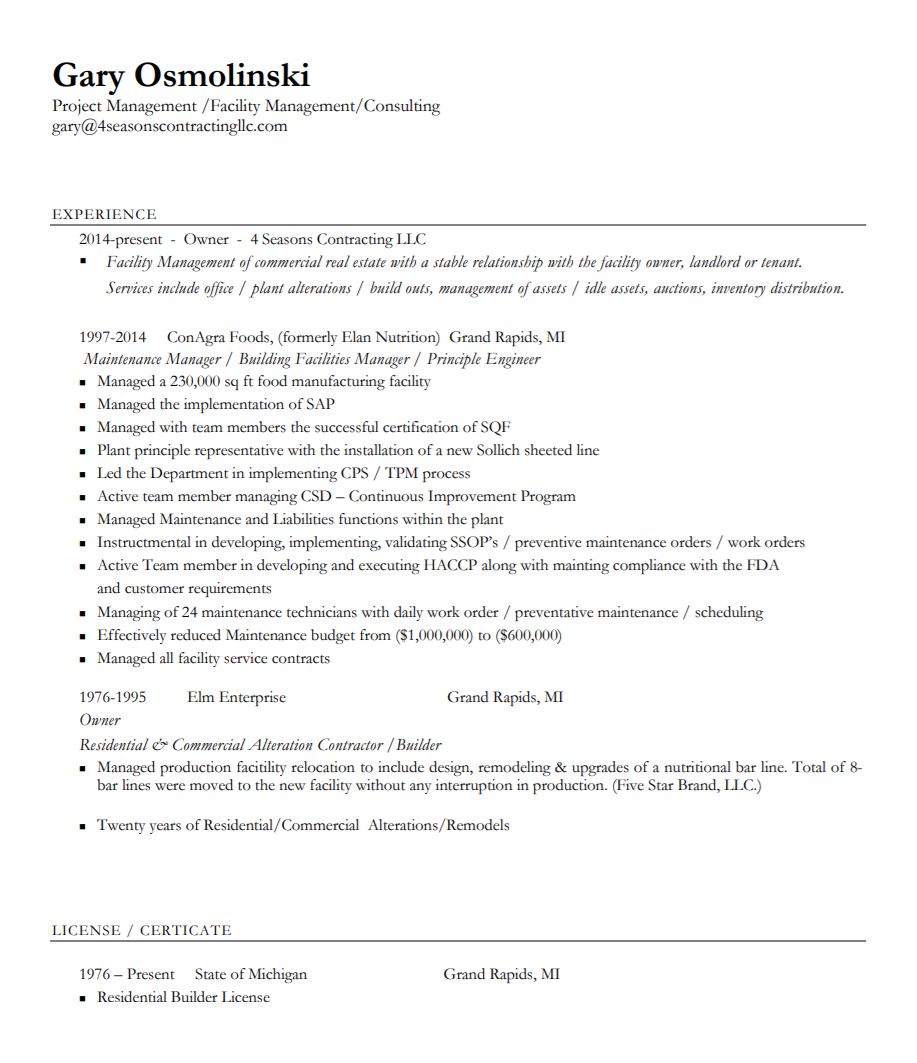 Gary Osmolinski
Project Management /Facility Management/Consulting
gary@4seasonscontractingllc.com
EXPERIENCE
2014-present - Owner - 4 Seasons Contracting LLC
▪ Facility Management of commercial real estate with a stable relationship with the facility owner, landlord or tenant.
Services include office / plant alterations / build outs, management of assets / idle assets, auctions, inventory distribution.
1997-2014 ConAgra Foods, (formerly Elan Nutrition) Grand Rapids, MI
Maintenance Manager / Building Facilities Manager / Principle Engineer
▪ Managed a 230,000 sq ft food manufacturing facility
▪ Managed the implementation of SAP
▪ Managed with team members the successful certification of SQF
▪ Plant principle representative with the installation of a new Sollich sheeted line
▪ Led the Department in implementing CPS / TPM process
▪ Active team member managing CSD – Continuous Improvement Program
▪ Managed Maintenance and Liabilities functions within the plant
▪ Instructmental in developing, implementing, validating SSOP's / preventive maintenance orders / work orders
▪ Active Team member in developing and executing HACCP along with mainting compliance with the FDA
and customer requirements
▪ Managing of 24 maintenance technicians with daily work order / preventative maintenance / scheduling
▪ Effectively reduced Maintenance budget from ($1,000,000) to ($600,000)
▪ Managed all facility service contracts
1976-1995 Elm Enterprise Grand Rapids, MI
Owner
Residential & Commercial Alteration Contractor /Builder
▪ Managed production facitility relocation to include design, remodeling & upgrades of a nutritional bar line. Total of 8-
bar lines were moved to the new facility without any interruption in production. (Five Star Brand, LLC.)
▪ Twenty years of Residential/Commercial Alterations/Remodels
LICENSE / CERTICATE
1976 – Present State of Michigan Grand Rapids, MI
▪ Residential Builder License